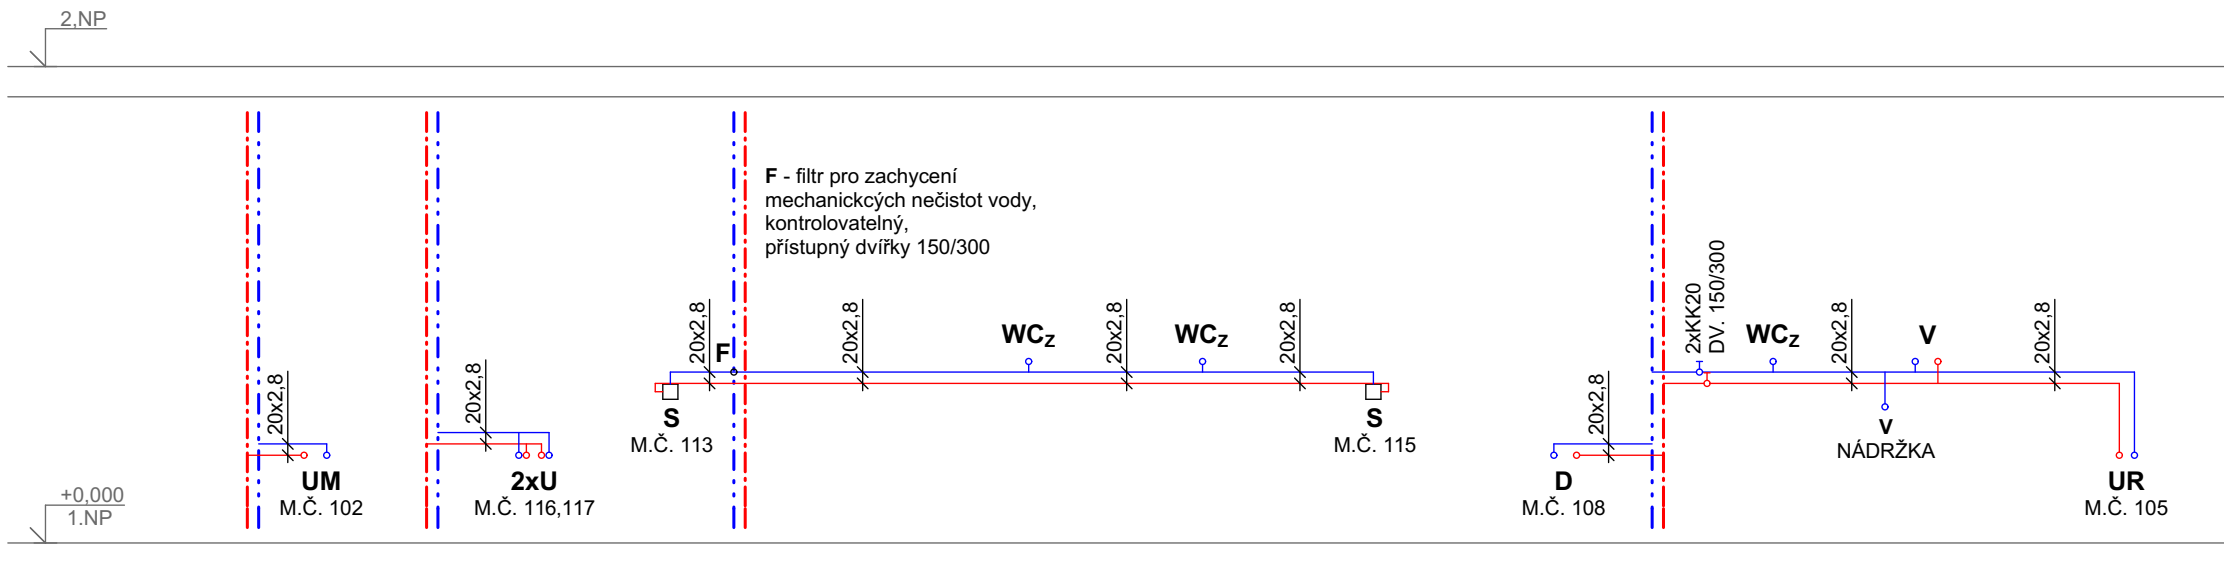 2,NP
F - filtr pro zachycení
mechanickcých nečistot vody,
kontrolovatelný,
přístupný dvířky 150/300
20x2,8
UM
M.Č. 102
20x2,8
2xU
M.Č. 116,117
20x2,8
F
S
M.Č. 113
20x2,8
WCZ
20x2,8
WCZ
20x2,8
S
M.Č. 115
20x2,8
D
M.Č. 108
2xKK20
DV. 150/300
WCZ
20x2,8
V
V
NÁDRŽKA
20x2,8
UR
M.Č. 105
+0,000
1.NP